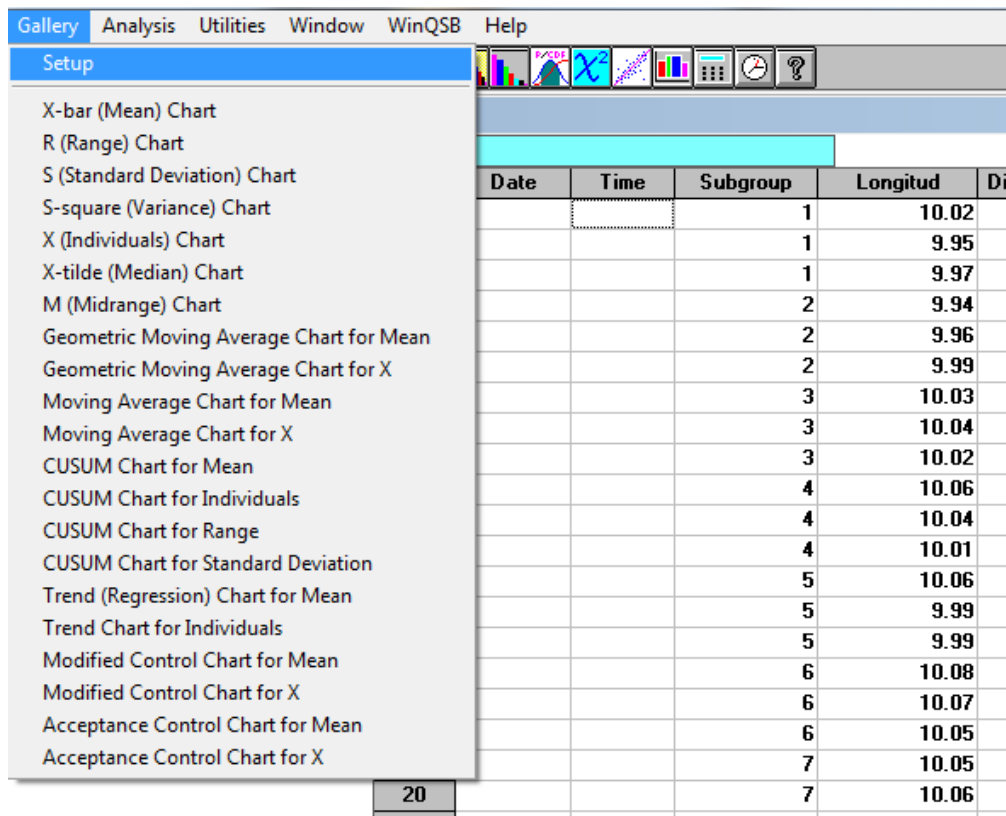 Gallery Analysis Utilities Window WinQSB Help
Setup
P/CDF χ² ?
X-bar (Mean) Chart
R (Range) Chart
S (Standard Deviation) Chart
S-square (Variance) Chart
X (Individuals) Chart
X-tilde (Median) Chart
M (Midrange) Chart
Geometric Moving Average Chart for Mean
Geometric Moving Average Chart for X
Moving Average Chart for Mean
Moving Average Chart for X
CUSUM Chart for Mean
CUSUM Chart for Individuals
CUSUM Chart for Range
CUSUM Chart for Standard Deviation
Trend (Regression) Chart for Mean
Trend Chart for Individuals
Modified Control Chart for Mean
Modified Control Chart for X
Acceptance Control Chart for Mean
Acceptance Control Chart for X
Date Time Subgroup Longitud Di
1 10.02
1 9.95
1 9.97
2 9.94
2 9.96
2 9.99
3 10.03
3 10.04
3 10.02
4 10.06
4 10.04
4 10.01
5 10.06
5 9.99
5 9.99
6 10.08
6 10.07
6 10.05
7 10.05
20 7 10.06